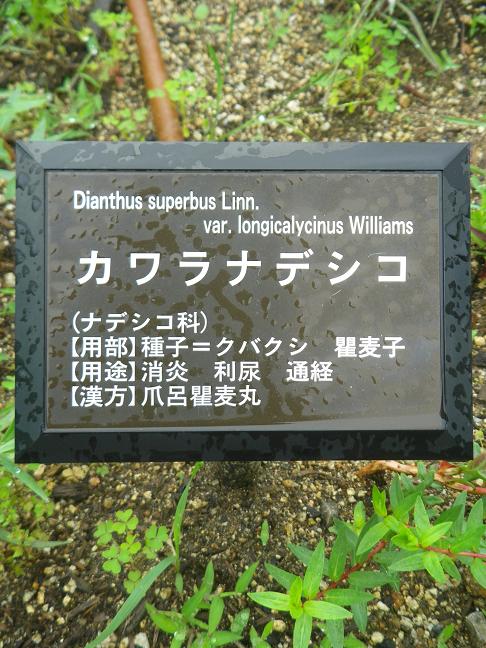 Dianthus superbus Linn.
var. longicalycinus Williams
カワラナデシコ
(ナデシコ科)
【用部】種子＝クバクシ　瞿麦子
【用途】消炎　利尿　通経
【漢方】爪呂瞿麦丸